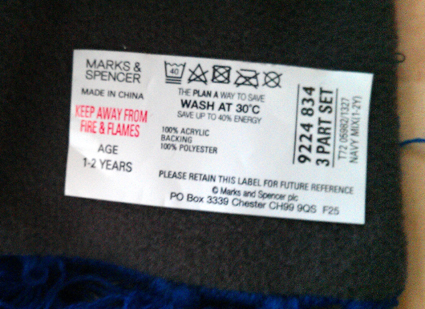 MARKS &
SPENCER
MADE IN CHINA
KEEP AWAY FROM
FIRE & FLAMES
AGE
1-2 YEARS
40
THE PLAN A WAY TO SAVE
WASH AT 30°C
SAVE UP TO 40% ENERGY
100% ACRYLIC
BACKING
100% POLYESTER
9224 834
3 PART SET
T72 05982/1327
NAVY MIX(1-2Y)
PLEASE RETAIN THIS LABEL FOR FUTURE REFERENCE
© Marks and Spencer plc
PO Box 3339 Chester CH99 9QS F25